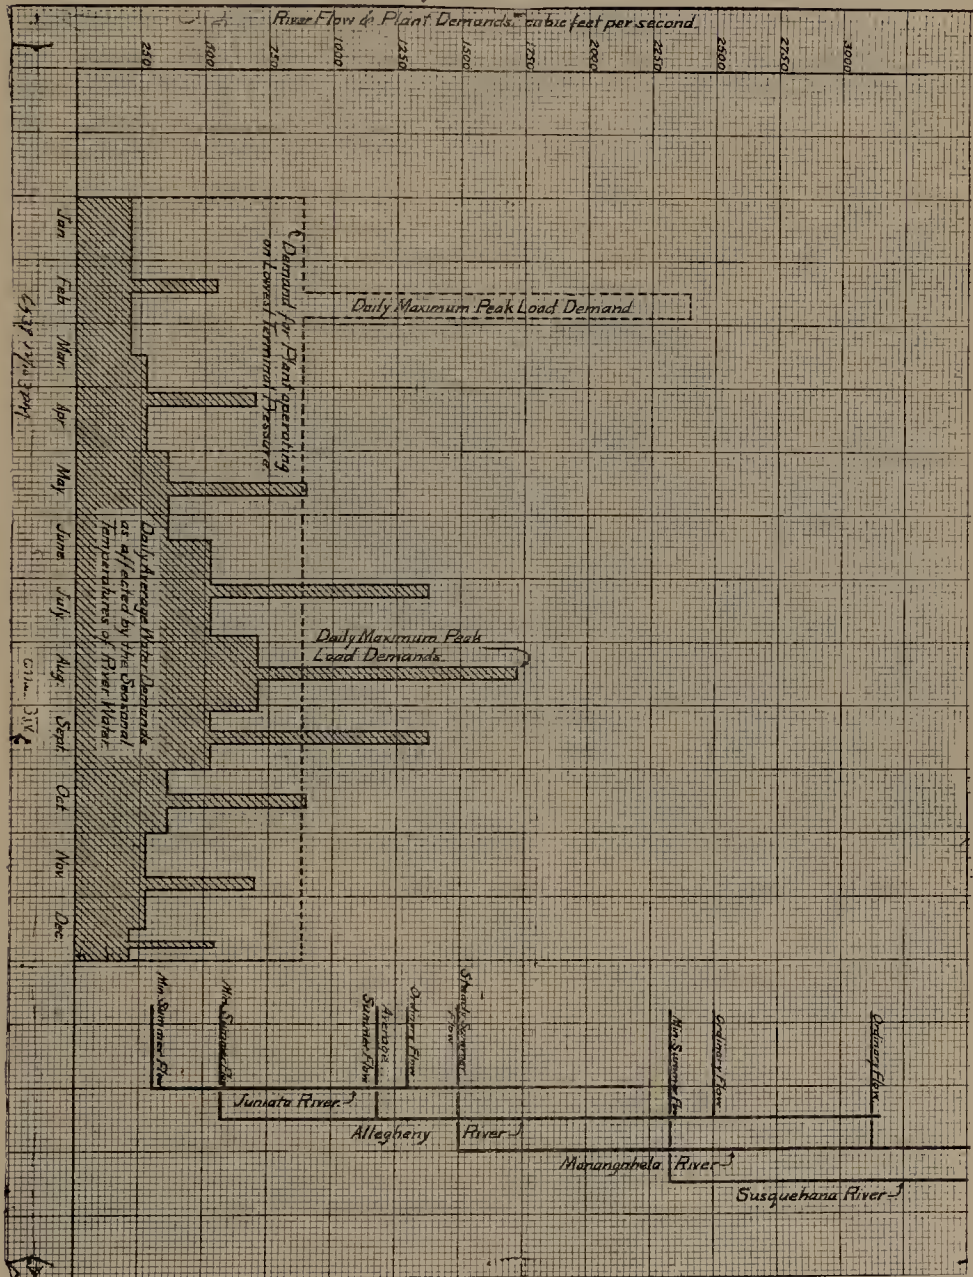 River Flow & Plant Demands - cubic feet per second.
250
500
750
1000
1250
1500
1750
2000
2250
2500
2750
3000
Jan
Feb.
Mar.
Apr
May
June
July
Aug.
Sept.
Oct
Nov.
Dec.
Demand for Plant operating
on Lowest Terminal Pressure.
Daily Maximum Peak Load Demand
Daily Average Water Demands
as affected by the Seasonal
Temperatures of River Water.
Daily Maximum Peak
Load Demands.
Min. Summer Flow
Min. Summer Flow
Average
Summer Flow
Ordinary Flow
Summer
Flow
Min. Summer Flow
Ordinary Flow
Ordinary Flow
Juniata River
Allegheny River
Manangahela River
Susquehana River